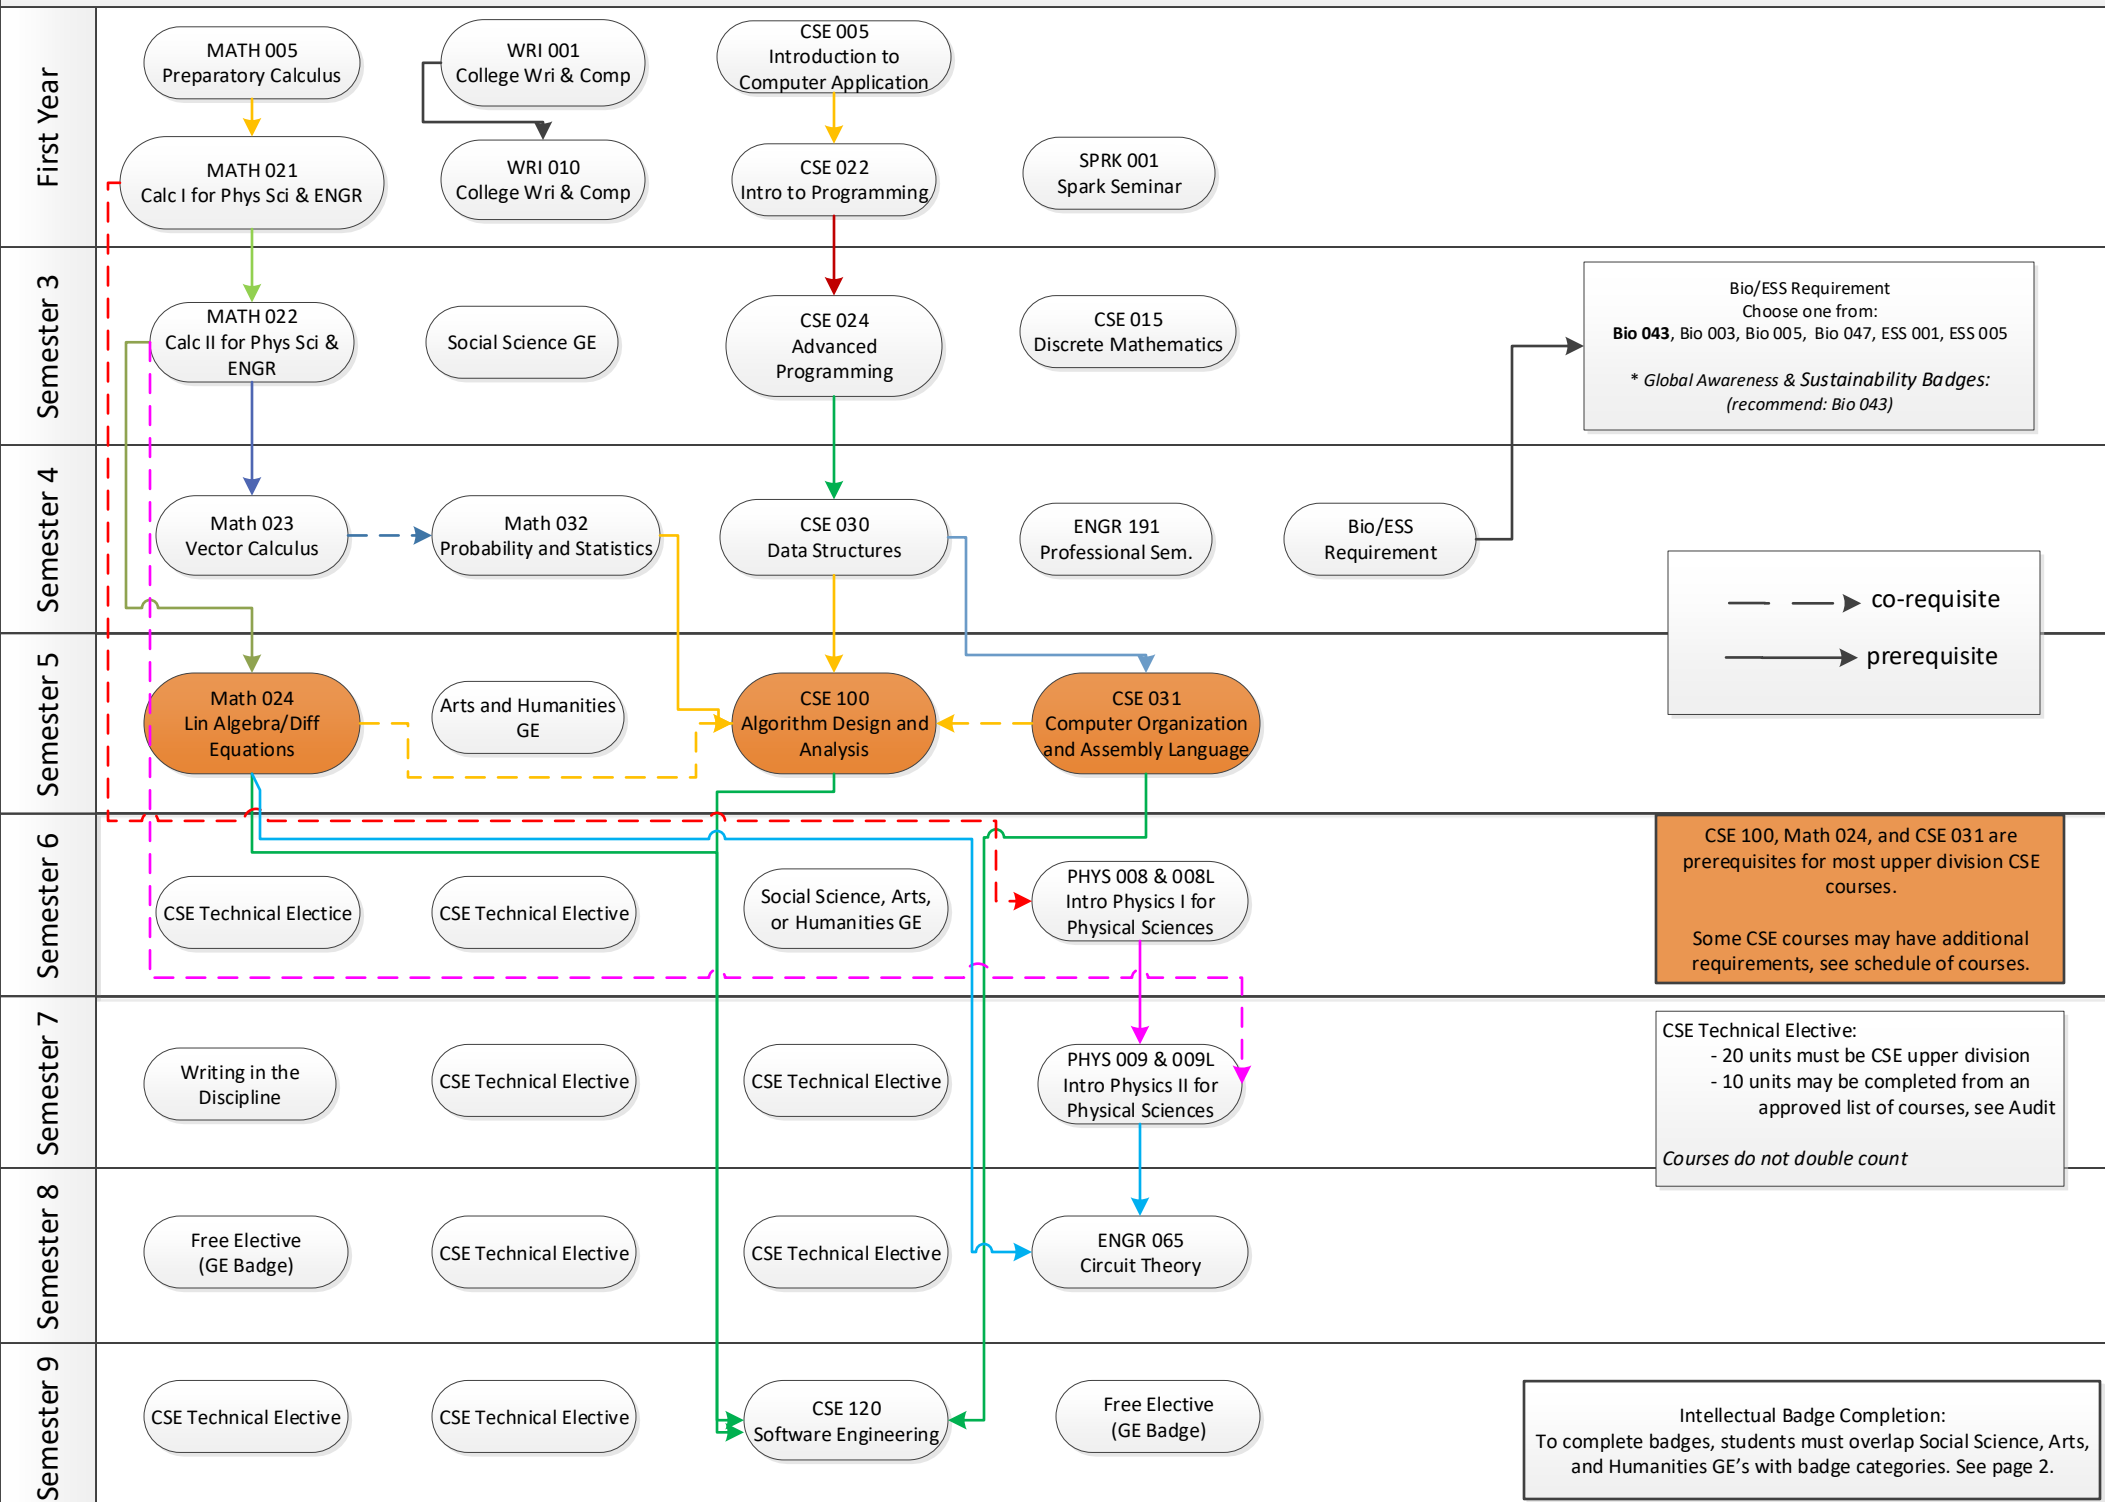 First Year
MATH 005
Preparatory Calculus
WRI 001
College Wri & Comp
CSE 005
Introduction to
Computer Application
MATH 021
Calc I for Phys Sci & ENGR
WRI 010
College Wri & Comp
CSE 022
Intro to Programming
SPRK 001
Spark Seminar
Semester 3
MATH 022
Calc II for Phys Sci &
ENGR
Social Science GE
CSE 024
Advanced
Programming
CSE 015
Discrete Mathematics
Bio/ESS Requirement
Choose one from:
Bio 043, Bio 003, Bio 005, Bio 047, ESS 001, ESS 005
* Global Awareness & Sustainability Badges:
(recommend: Bio 043)
Semester 4
Math 023
Vector Calculus
Math 032
Probability and Statistics
CSE 030
Data Structures
ENGR 191
Professional Sem.
Bio/ESS
Requirement
co-requisite
prerequisite
Semester 5
Math 024
Lin Algebra/Diff
Equations
Arts and Humanities
GE
CSE 100
Algorithm Design and
Analysis
CSE 031
Computer Organization
and Assembly Language
Semester 6
CSE Technical Electice
CSE Technical Elective
Social Science, Arts,
or Humanities GE
PHYS 008 & 008L
Intro Physics I for
Physical Sciences
CSE 100, Math 024, and CSE 031 are
prerequisites for most upper division CSE
courses.
Some CSE courses may have additional
requirements, see schedule of courses.
Semester 7
Writing in the
Discipline
CSE Technical Elective
CSE Technical Elective
PHYS 009 & 009L
Intro Physics II for
Physical Sciences
CSE Technical Elective:
- 20 units must be CSE upper division
- 10 units may be completed from an
approved list of courses, see Audit
Courses do not double count
Semester 8
Free Elective
(GE Badge)
CSE Technical Elective
CSE Technical Elective
ENGR 065
Circuit Theory
Semester 9
CSE Technical Elective
CSE Technical Elective
CSE 120
Software Engineering
Free Elective
(GE Badge)
Intellectual Badge Completion:
To complete badges, students must overlap Social Science, Arts,
and Humanities GE's with badge categories. See page 2.